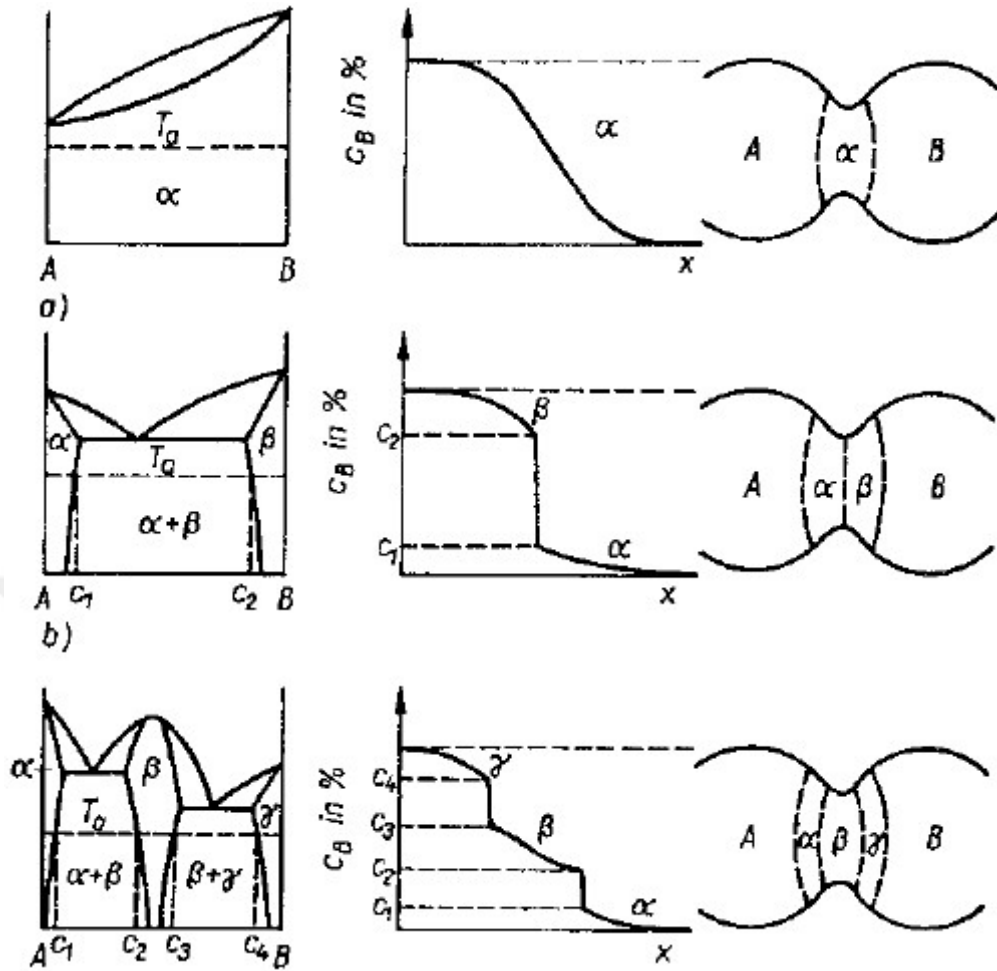 T_a
α
A B
a)
c_B in %
α
x
A α B
α β
T_a
α+β
A c_1 c_2 B
b)
c_B in %
c_2
c_1
β
α
x
A α β B
α β γ
T_a
α+β β+γ
A c_1 c_2 c_3 c_4 B
c_B in %
c_4
c_3
c_2
c_1
γ
β
α
x
A α β γ B